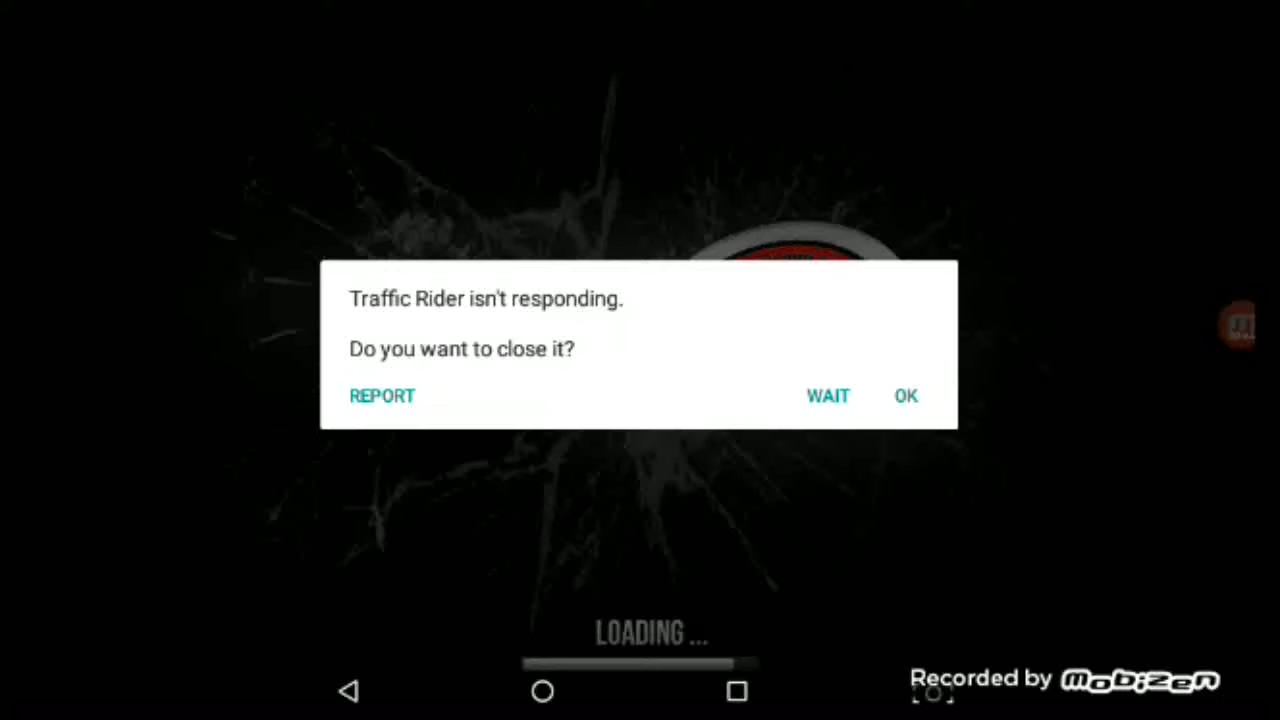 Traffic Rider isn't responding.
Do you want to close it?
REPORT WAIT OK
LOADING ...
Recorded by MOBIZEN